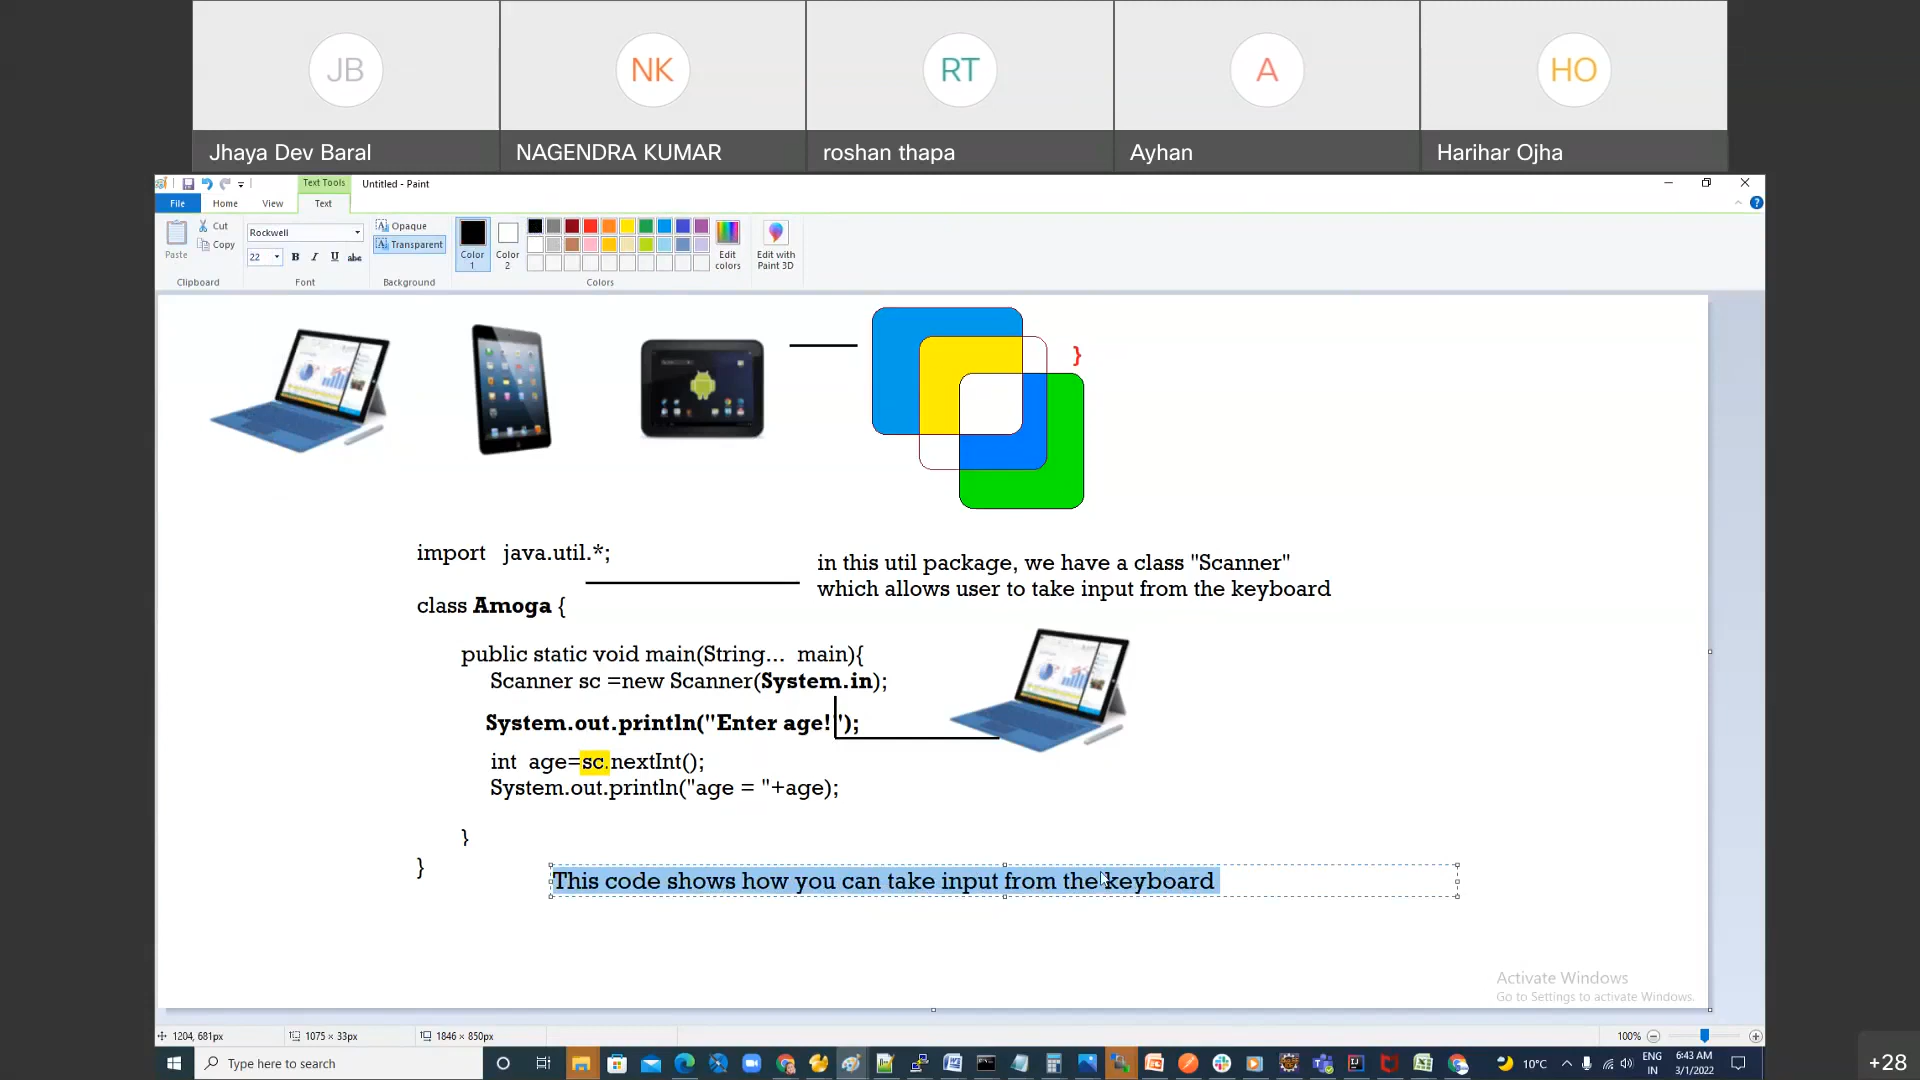 JB
NK
RT
A
HO
Jhaya Dev Baral
NAGENDRA KUMAR
roshan thapa
Ayhan
Harihar Ojha
Text Tools
Untitled - Paint
File
Home
View
Text
Paste
Cut
Copy
Clipboard
Rockwell
22
B I U abc
Font
Opaque
Transparent
Background
Color 1
Color 2
Edit colors
Colors
Edit with Paint 3D
}
import java.util.*;
in this util package, we have a class "Scanner"
which allows user to take input from the keyboard
class Amoga {
public static void main(String... main){
Scanner sc =new Scanner(System.in);
System.out.println("Enter age!");
int age=sc.nextInt();
System.out.println("age = "+age);
}
}
This code shows how you can take input from the keyboard
Activate Windows
Go to Settings to activate Windows.
1204, 681px
1075 × 33px
1846 × 850px
100%
Type here to search
10°C
ENG
IN
6:43 AM
3/1/2022
+28